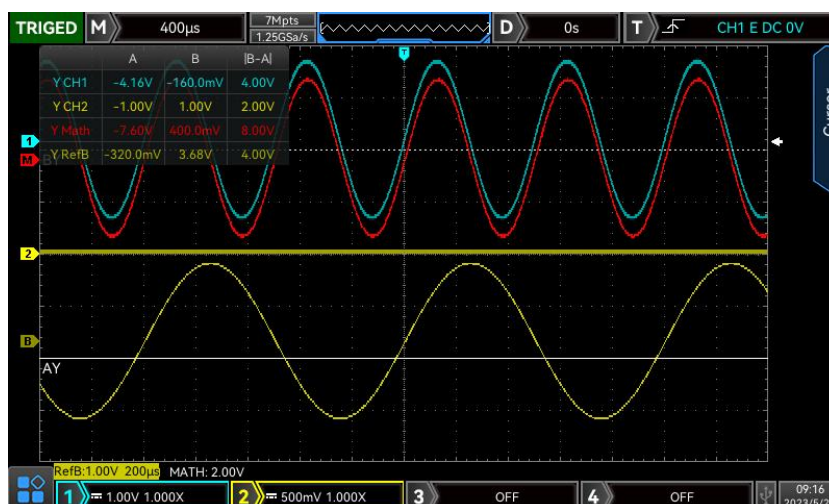 TRIGED M 400µs 7Mpts 1.25GSa/s D 0s T CH1 E DC 0V
T
A B |B-A|
Y CH1 -4.16V -160.0mV 4.00V
Y CH2 -1.00V 1.00V 2.00V
Y Math -7.60V 400.0mV 8.00V
Y RefB -320.0mV 3.68V 4.00V
Cursor
1
M
2
B
AY
RefB:1.00V 200µs MATH: 2.00V
1 1.00V 1.000X 2 500mV 1.000X 3 OFF 4 OFF 09:16